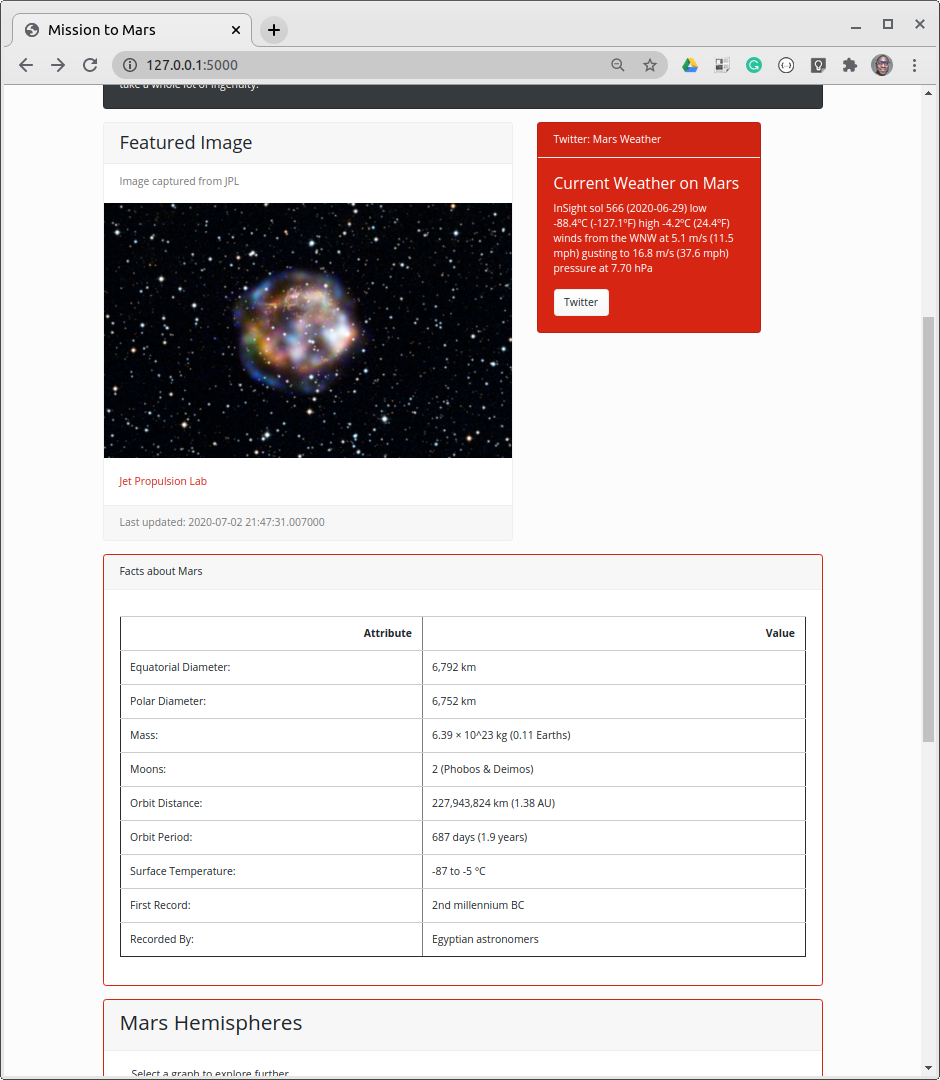 Mission to Mars
127.0.0.1:5000
take a whole lot of ingenuity.
Featured Image
Image captured from JPL
Jet Propulsion Lab
Last updated: 2020-07-02 21:47:31.007000
Twitter: Mars Weather
Current Weather on Mars
InSight sol 566 (2020-06-29) low
-88.4ºC (-127.1ºF) high -4.2ºC (24.4ºF)
winds from the WNW at 5.1 m/s (11.5
mph) gusting to 16.8 m/s (37.6 mph)
pressure at 7.70 hPa
Twitter
Facts about Mars
Attribute Value
Equatorial Diameter: 6,792 km
Polar Diameter: 6,752 km
Mass: 6.39 × 10^23 kg (0.11 Earths)
Moons: 2 (Phobos & Deimos)
Orbit Distance: 227,943,824 km (1.38 AU)
Orbit Period: 687 days (1.9 years)
Surface Temperature: -87 to -5 °C
First Record: 2nd millennium BC
Recorded By: Egyptian astronomers
Mars Hemispheres
Select a graph to explore further